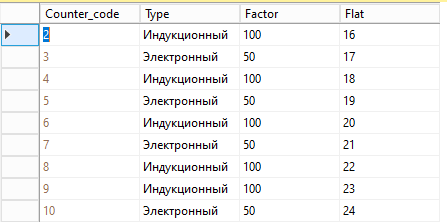 Counter_code Type Factor Flat
2 Индукционный 100 16
3 Электронный 50 17
4 Индукционный 100 18
5 Электронный 50 19
6 Индукционный 100 20
7 Электронный 50 21
8 Индукционный 100 22
9 Индукционный 100 23
10 Электронный 50 24